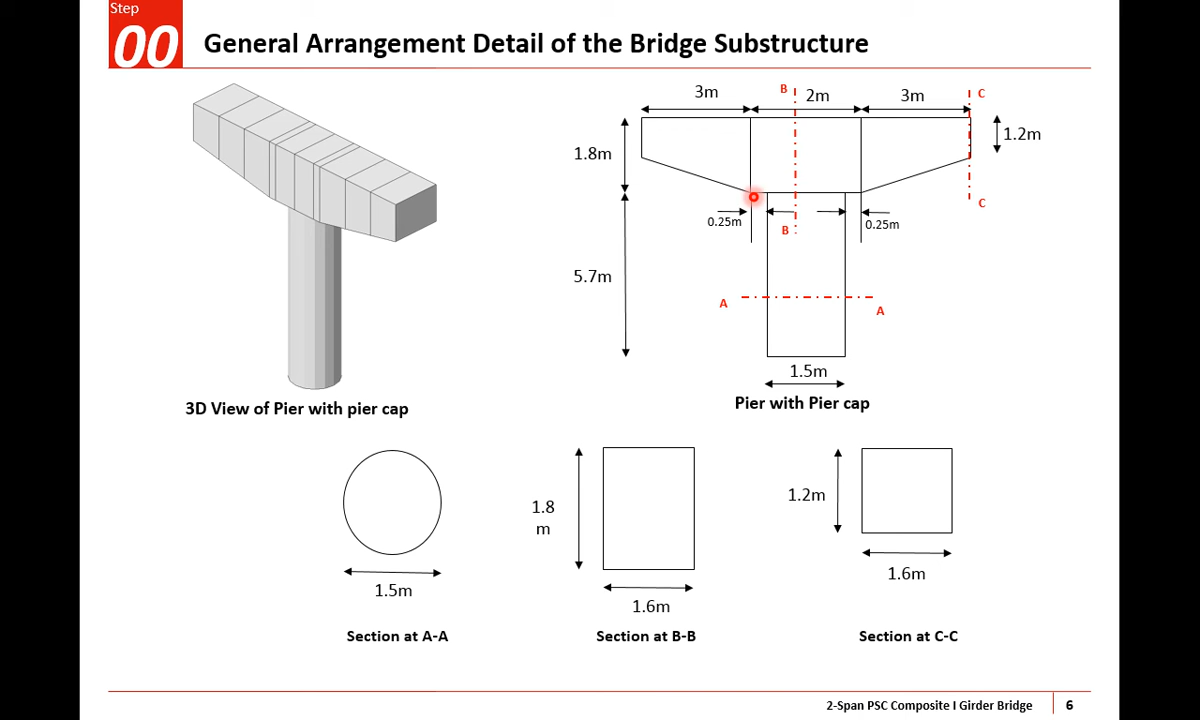 Step
00
General Arrangement Detail of the Bridge Substructure
3m
B
2m
3m
C
1.8m
1.2m
0.25m
B
0.25m
C
5.7m
A
A
1.5m
3D View of Pier with pier cap
Pier with Pier cap
1.8
m
1.2m
1.5m
1.6m
1.6m
Section at A-A
Section at B-B
Section at C-C
2-Span PSC Composite I Girder Bridge
6